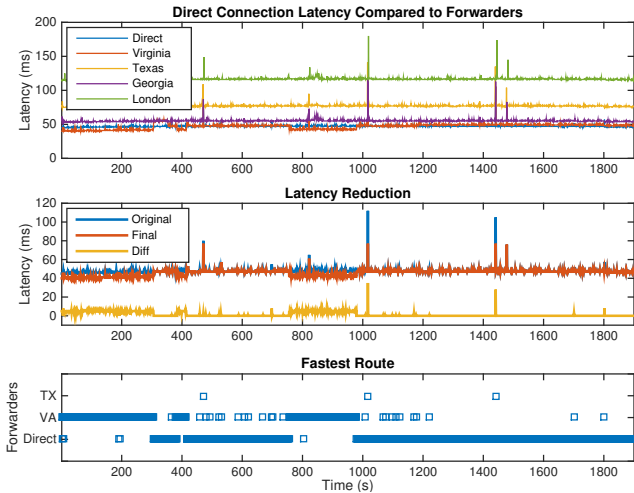 Direct Connection Latency Compared to Forwarders
200
150
100
50
0
Latency (ms)
Direct
Virginia
Texas
Georgia
London
200 400 600 800 1000 1200 1400 1600 1800
Latency Reduction
120
100
80
60
40
20
0
Latency (ms)
Original
Final
Diff
200 400 600 800 1000 1200 1400 1600 1800
Fastest Route
Forwarders
TX
VA
Direct
200 400 600 800 1000 1200 1400 1600 1800
Time (s)